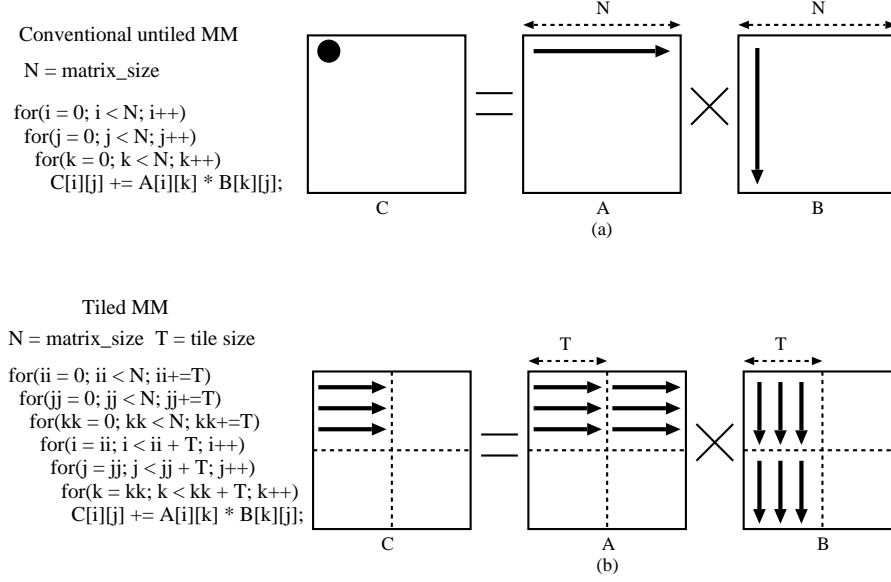 Conventional untiled MM
N = matrix_size
for(i = 0; i < N; i++)
for(j = 0; j < N; j++)
for(k = 0; k < N; k++)
C[i][j] += A[i][k] * B[k][j];
N
N
C
A
B
(a)
Tiled MM
N = matrix_size T = tile size
for(ii = 0; ii < N; ii+=T)
for(jj = 0; jj < N; jj+=T)
for(kk = 0; kk < N; kk+=T)
for(i = ii; i < ii + T; i++)
for(j = jj; j < jj + T; j++)
for(k = kk; k < kk + T; k++)
C[i][j] += A[i][k] * B[k][j];
T
T
C
A
B
(b)